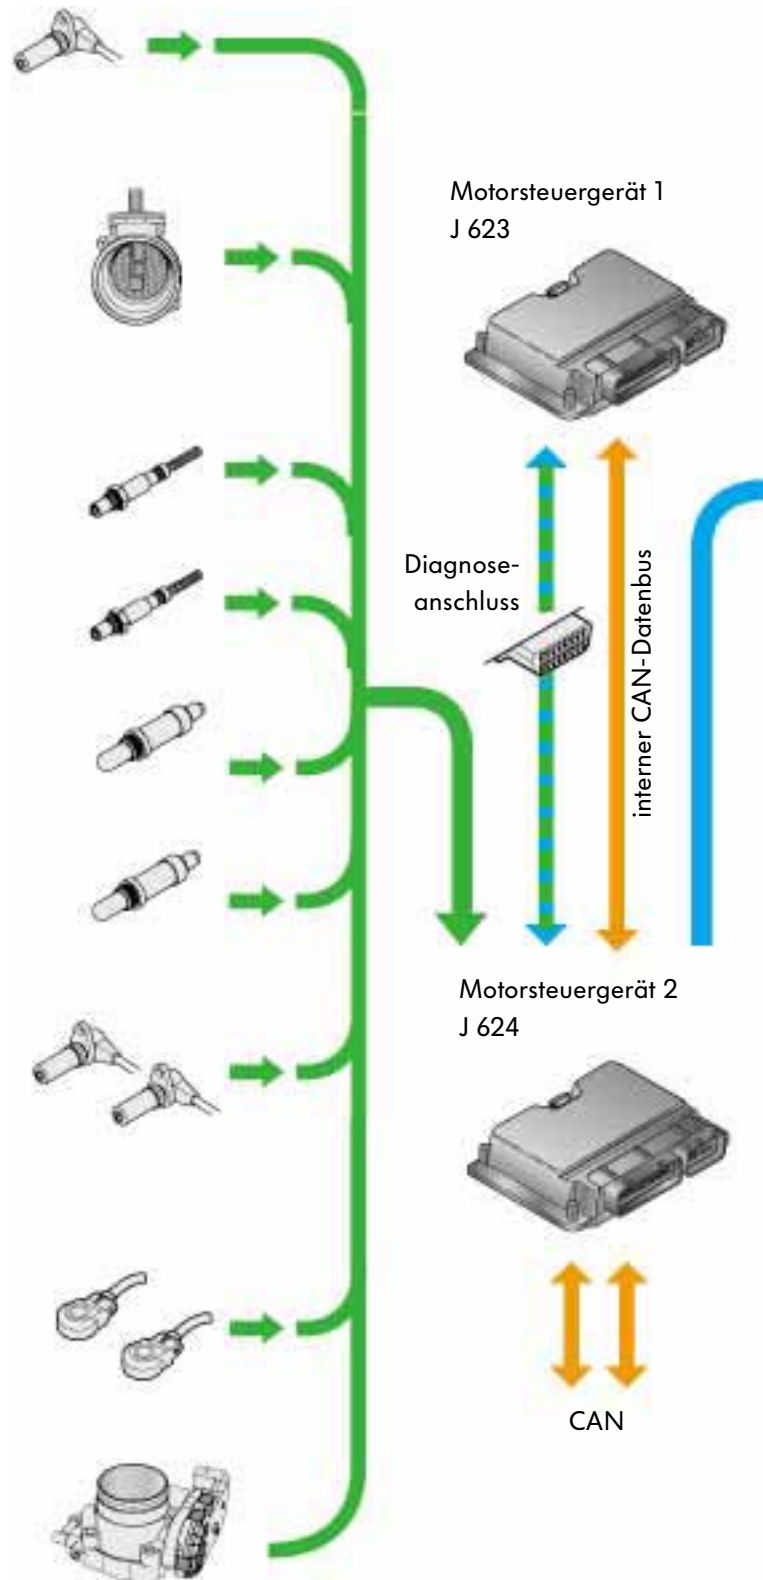 Motorsteuergerät 1
J 623
Diagnose-
anschluss
interner CAN-Datenbus
Motorsteuergerät 2
J 624
CAN